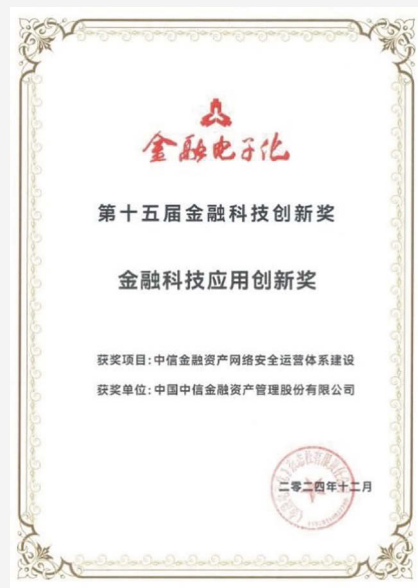 金融电子化
第十五届金融科技创新奖
金融科技应用创新奖
获奖项目:中信金融资产网络安全运营体系建设
获奖单位:中国中信金融资产管理股份有限公司
二零二四年十二月